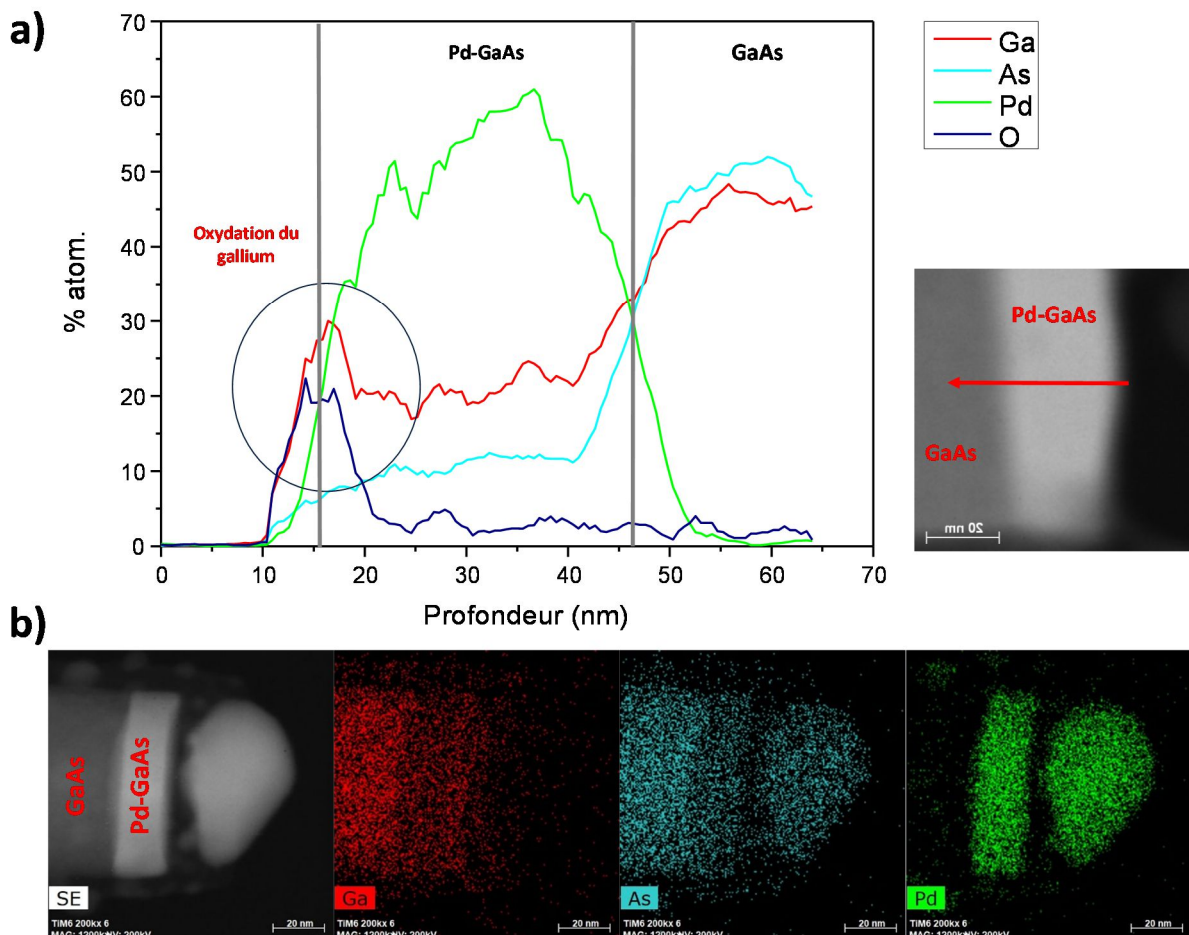 a)
70
60
50
40
30
20
10
0
% atom.
0 10 20 30 40 50 60 70
Profondeur (nm)
Pd-GaAs
GaAs
Oxydation du
gallium
Ga
As
Pd
O
Pd-GaAs
GaAs
20 nm
b)
GaAs
Pd-GaAs
SE
20 nm
TiM6 200kx 6
Ga
20 nm
TiM6 200kx 6
As
20 nm
TiM6 200kx 6
Pd
20 nm
TiM6 200kx 6